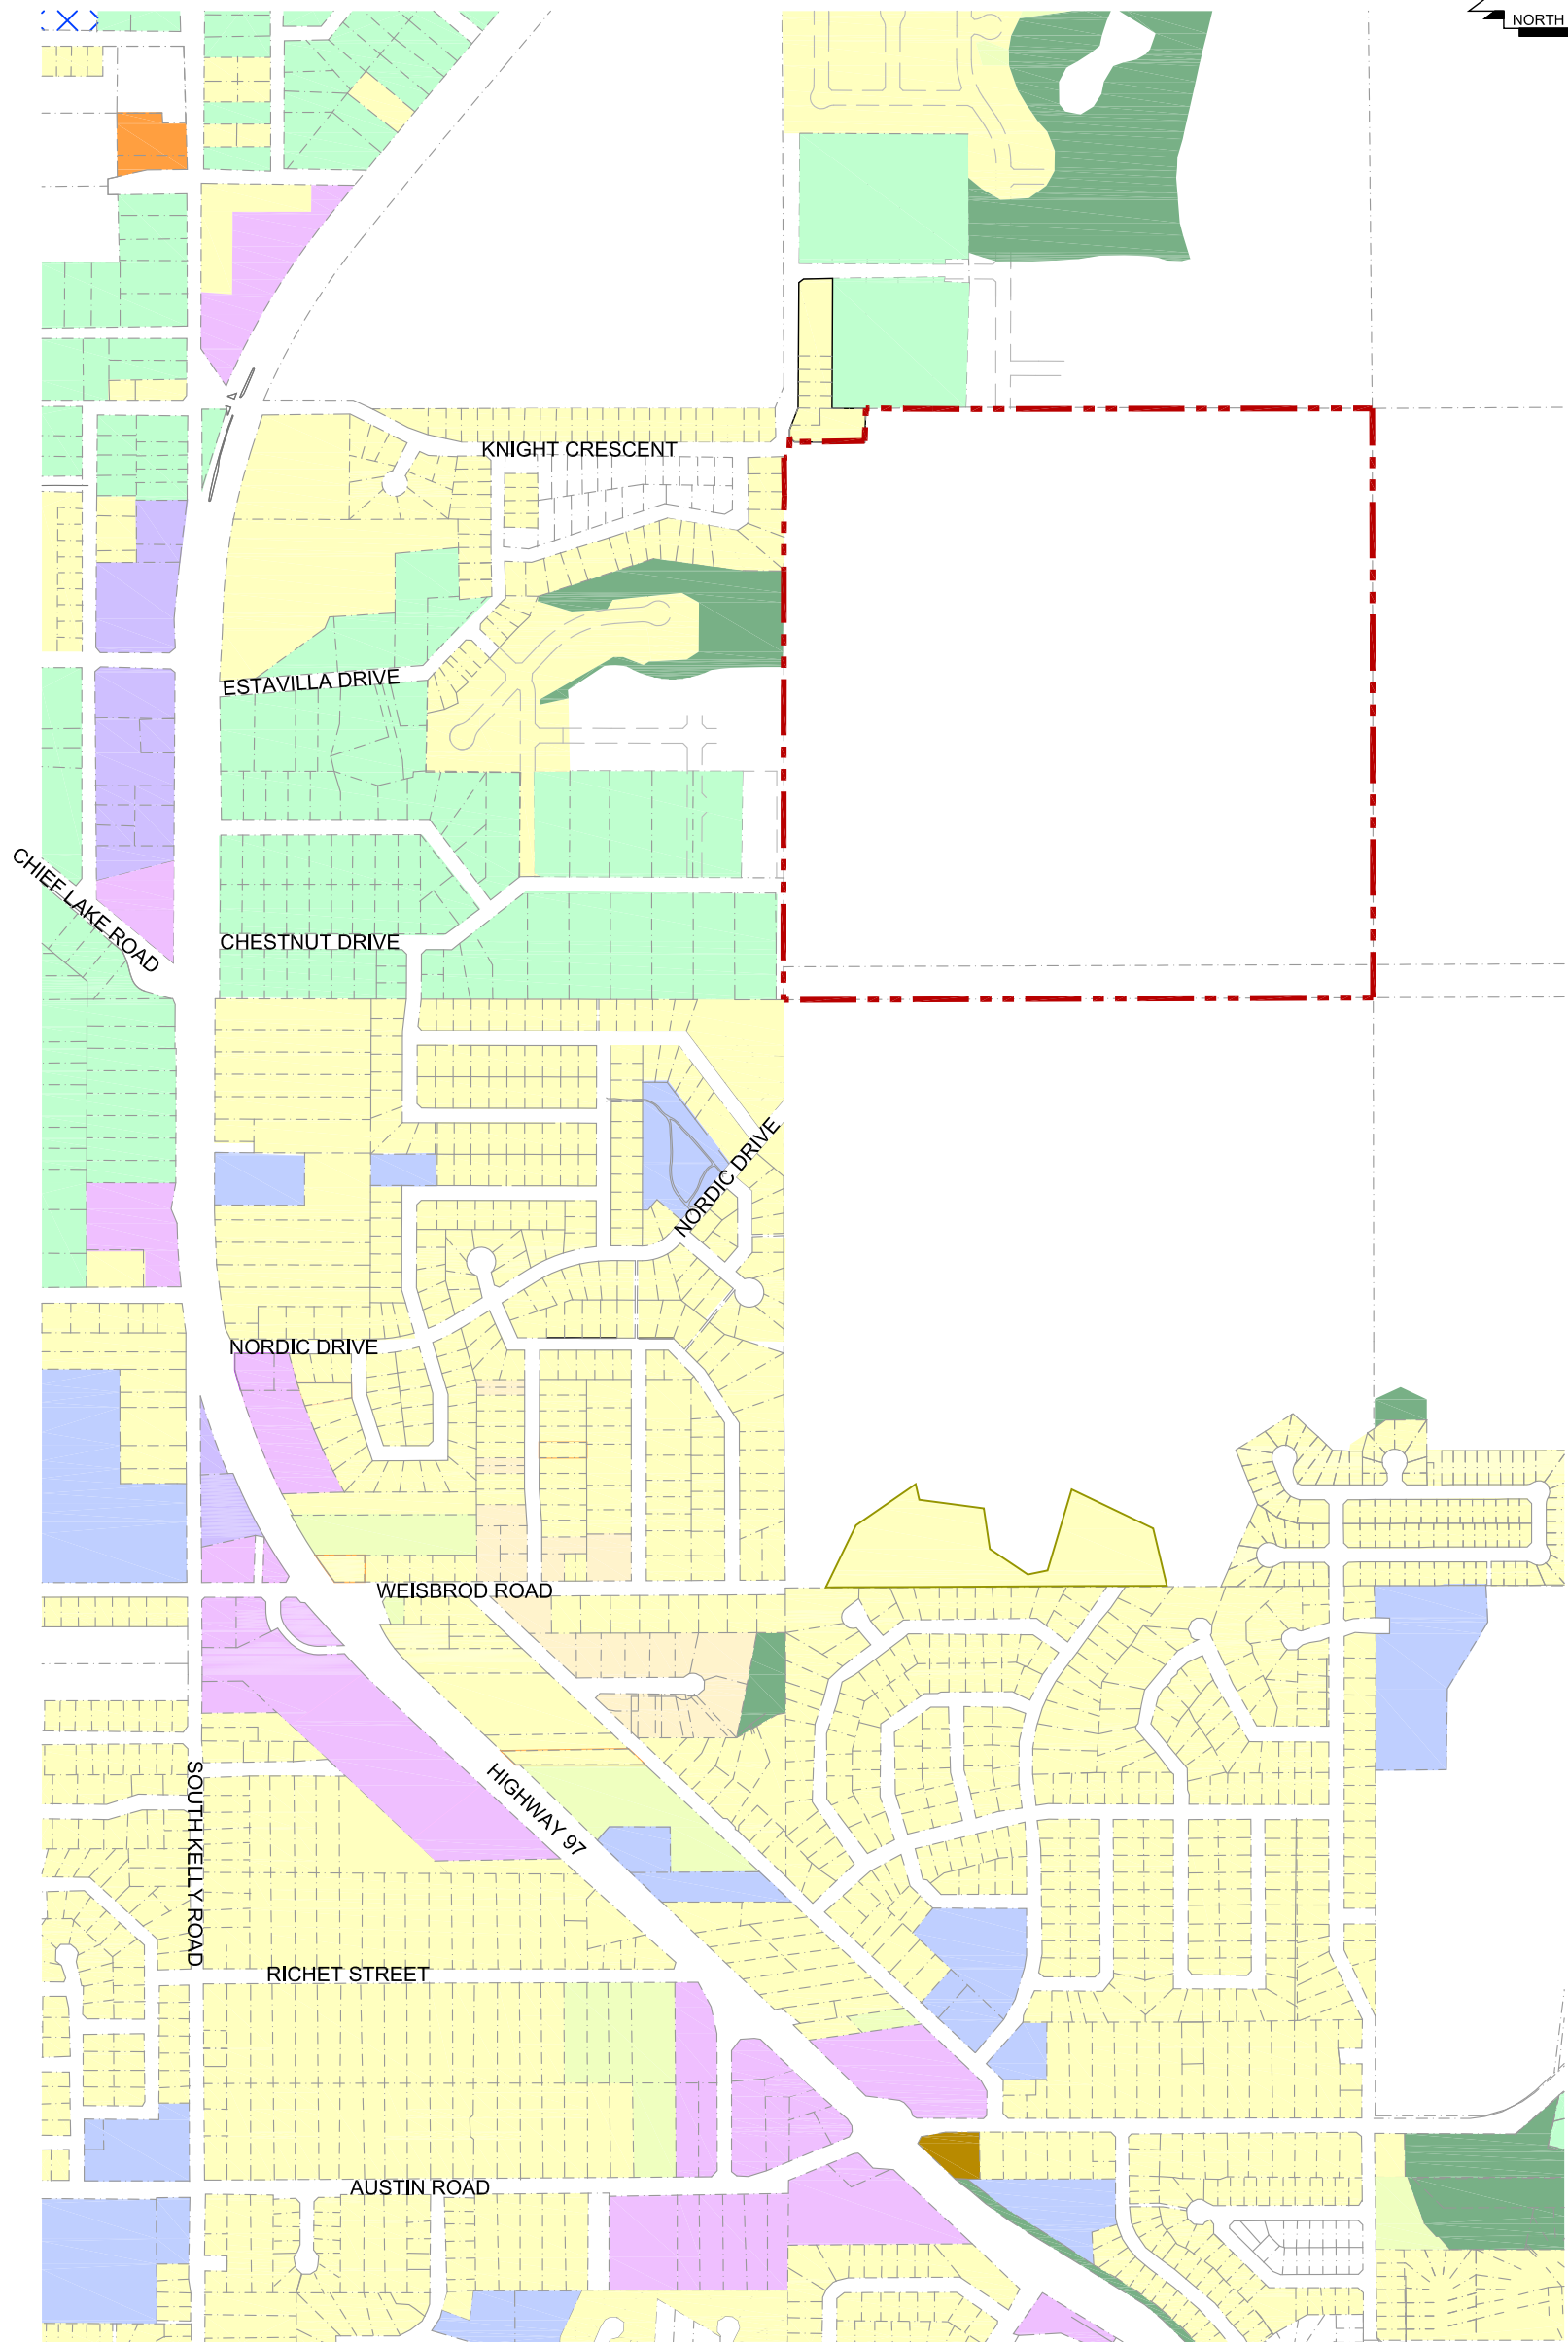 NORTH
KNIGHT CRESCENT
ESTAVILLA DRIVE
CHIEF LAKE ROAD
CHESTNUT DRIVE
NORDIC DRIVE
NORDIC DRIVE
WEISBROD ROAD
SOUTH KELLY ROAD
HIGHWAY 97
RICHET STREET
AUSTIN ROAD